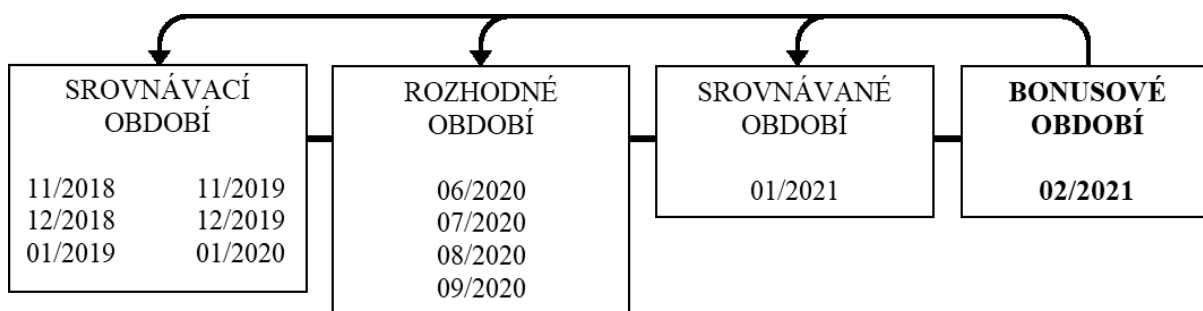 SROVNÁVACÍ
OBDOBÍ
11/2018 11/2019
12/2018 12/2019
01/2019 01/2020
ROZHODNÉ
OBDOBÍ
06/2020
07/2020
08/2020
09/2020
SROVNÁVANÉ
OBDOBÍ
01/2021
BONUSOVÉ
OBDOBÍ
02/2021